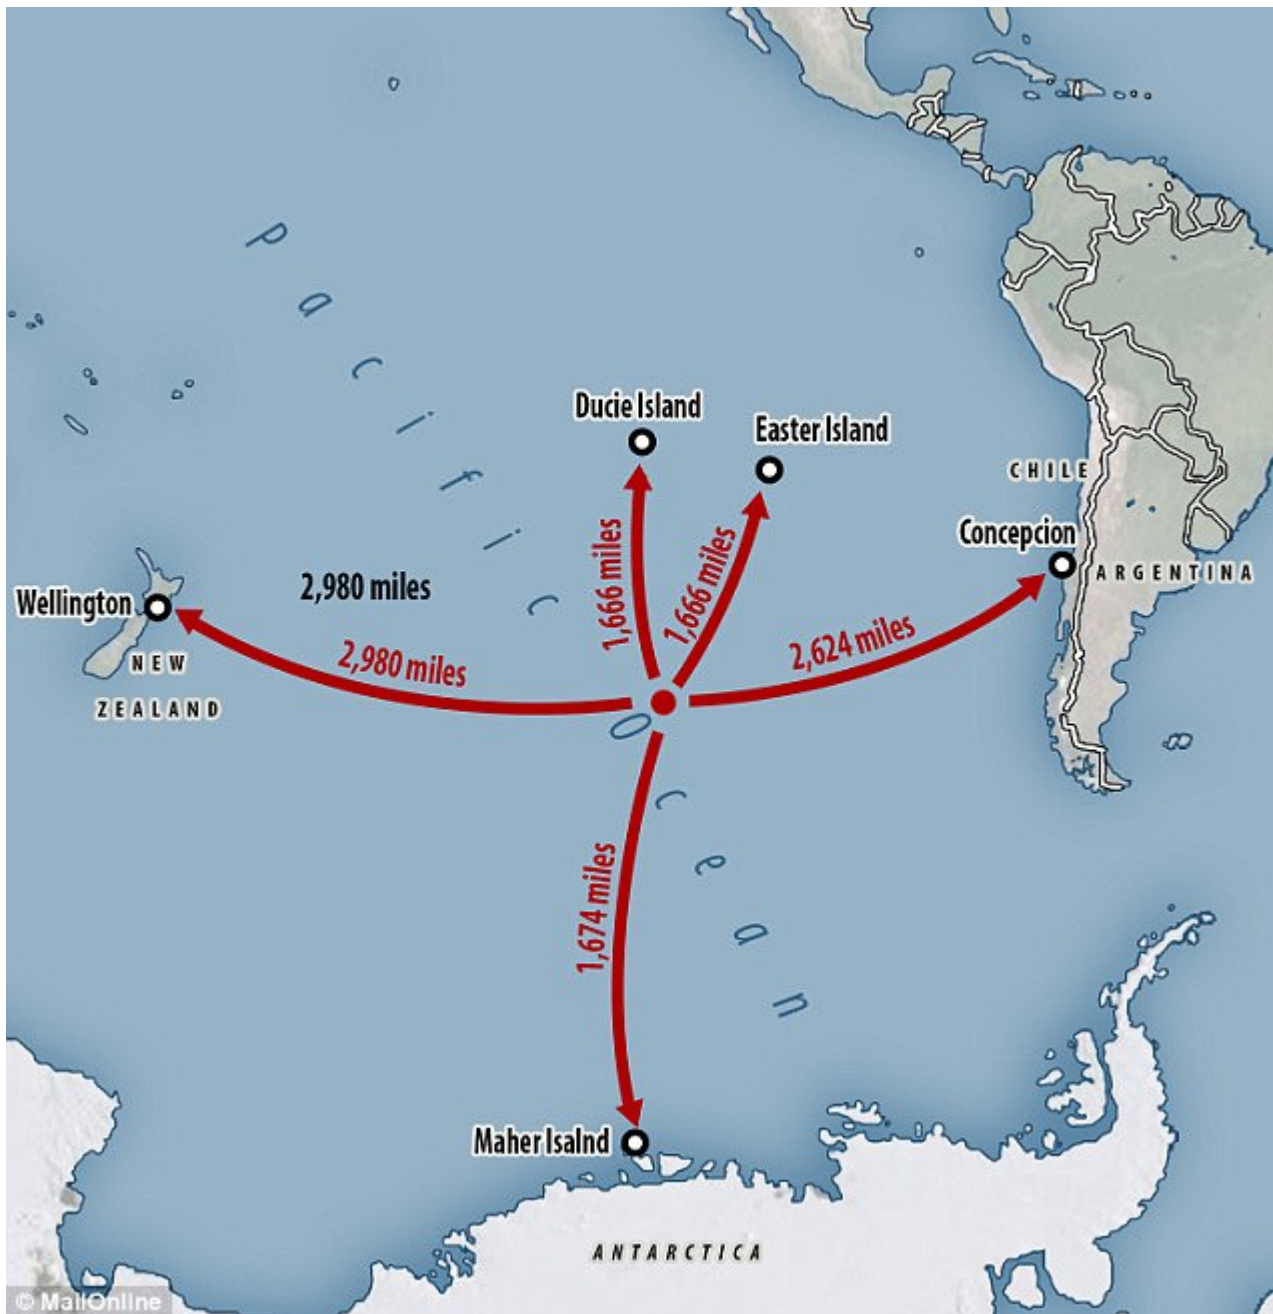 Pacific
Ocean
Ducie Island
Easter Island
CHILE
Concepcion
ARGENTINA
1,666 miles
1,666 miles
2,980 miles
Wellington
2,624 miles
2,980 miles
NEW
ZEALAND
1,674 miles
Maher Isalnd
ANTARCTICA
© MailOnline